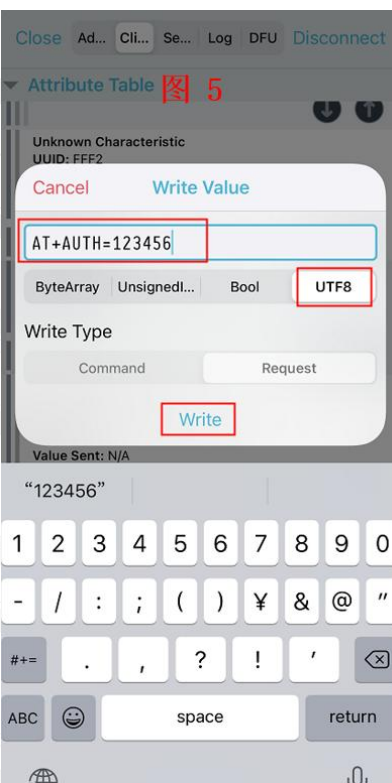 Close Ad... Cli... Se... Log DFU Disconnect
Attribute Table 图 5
Unknown Characteristic
UUID: FFF2
Cancel Write Value
AT+AUTH=123456
ByteArray UnsignedI... Bool UTF8
Write Type
Command Request
Write
Value Sent: N/A
“123456”
1 2 3 4 5 6 7 8 9 0
- / : ; ( ) ¥ & @ "
#+= . , ? ! '
ABC space return